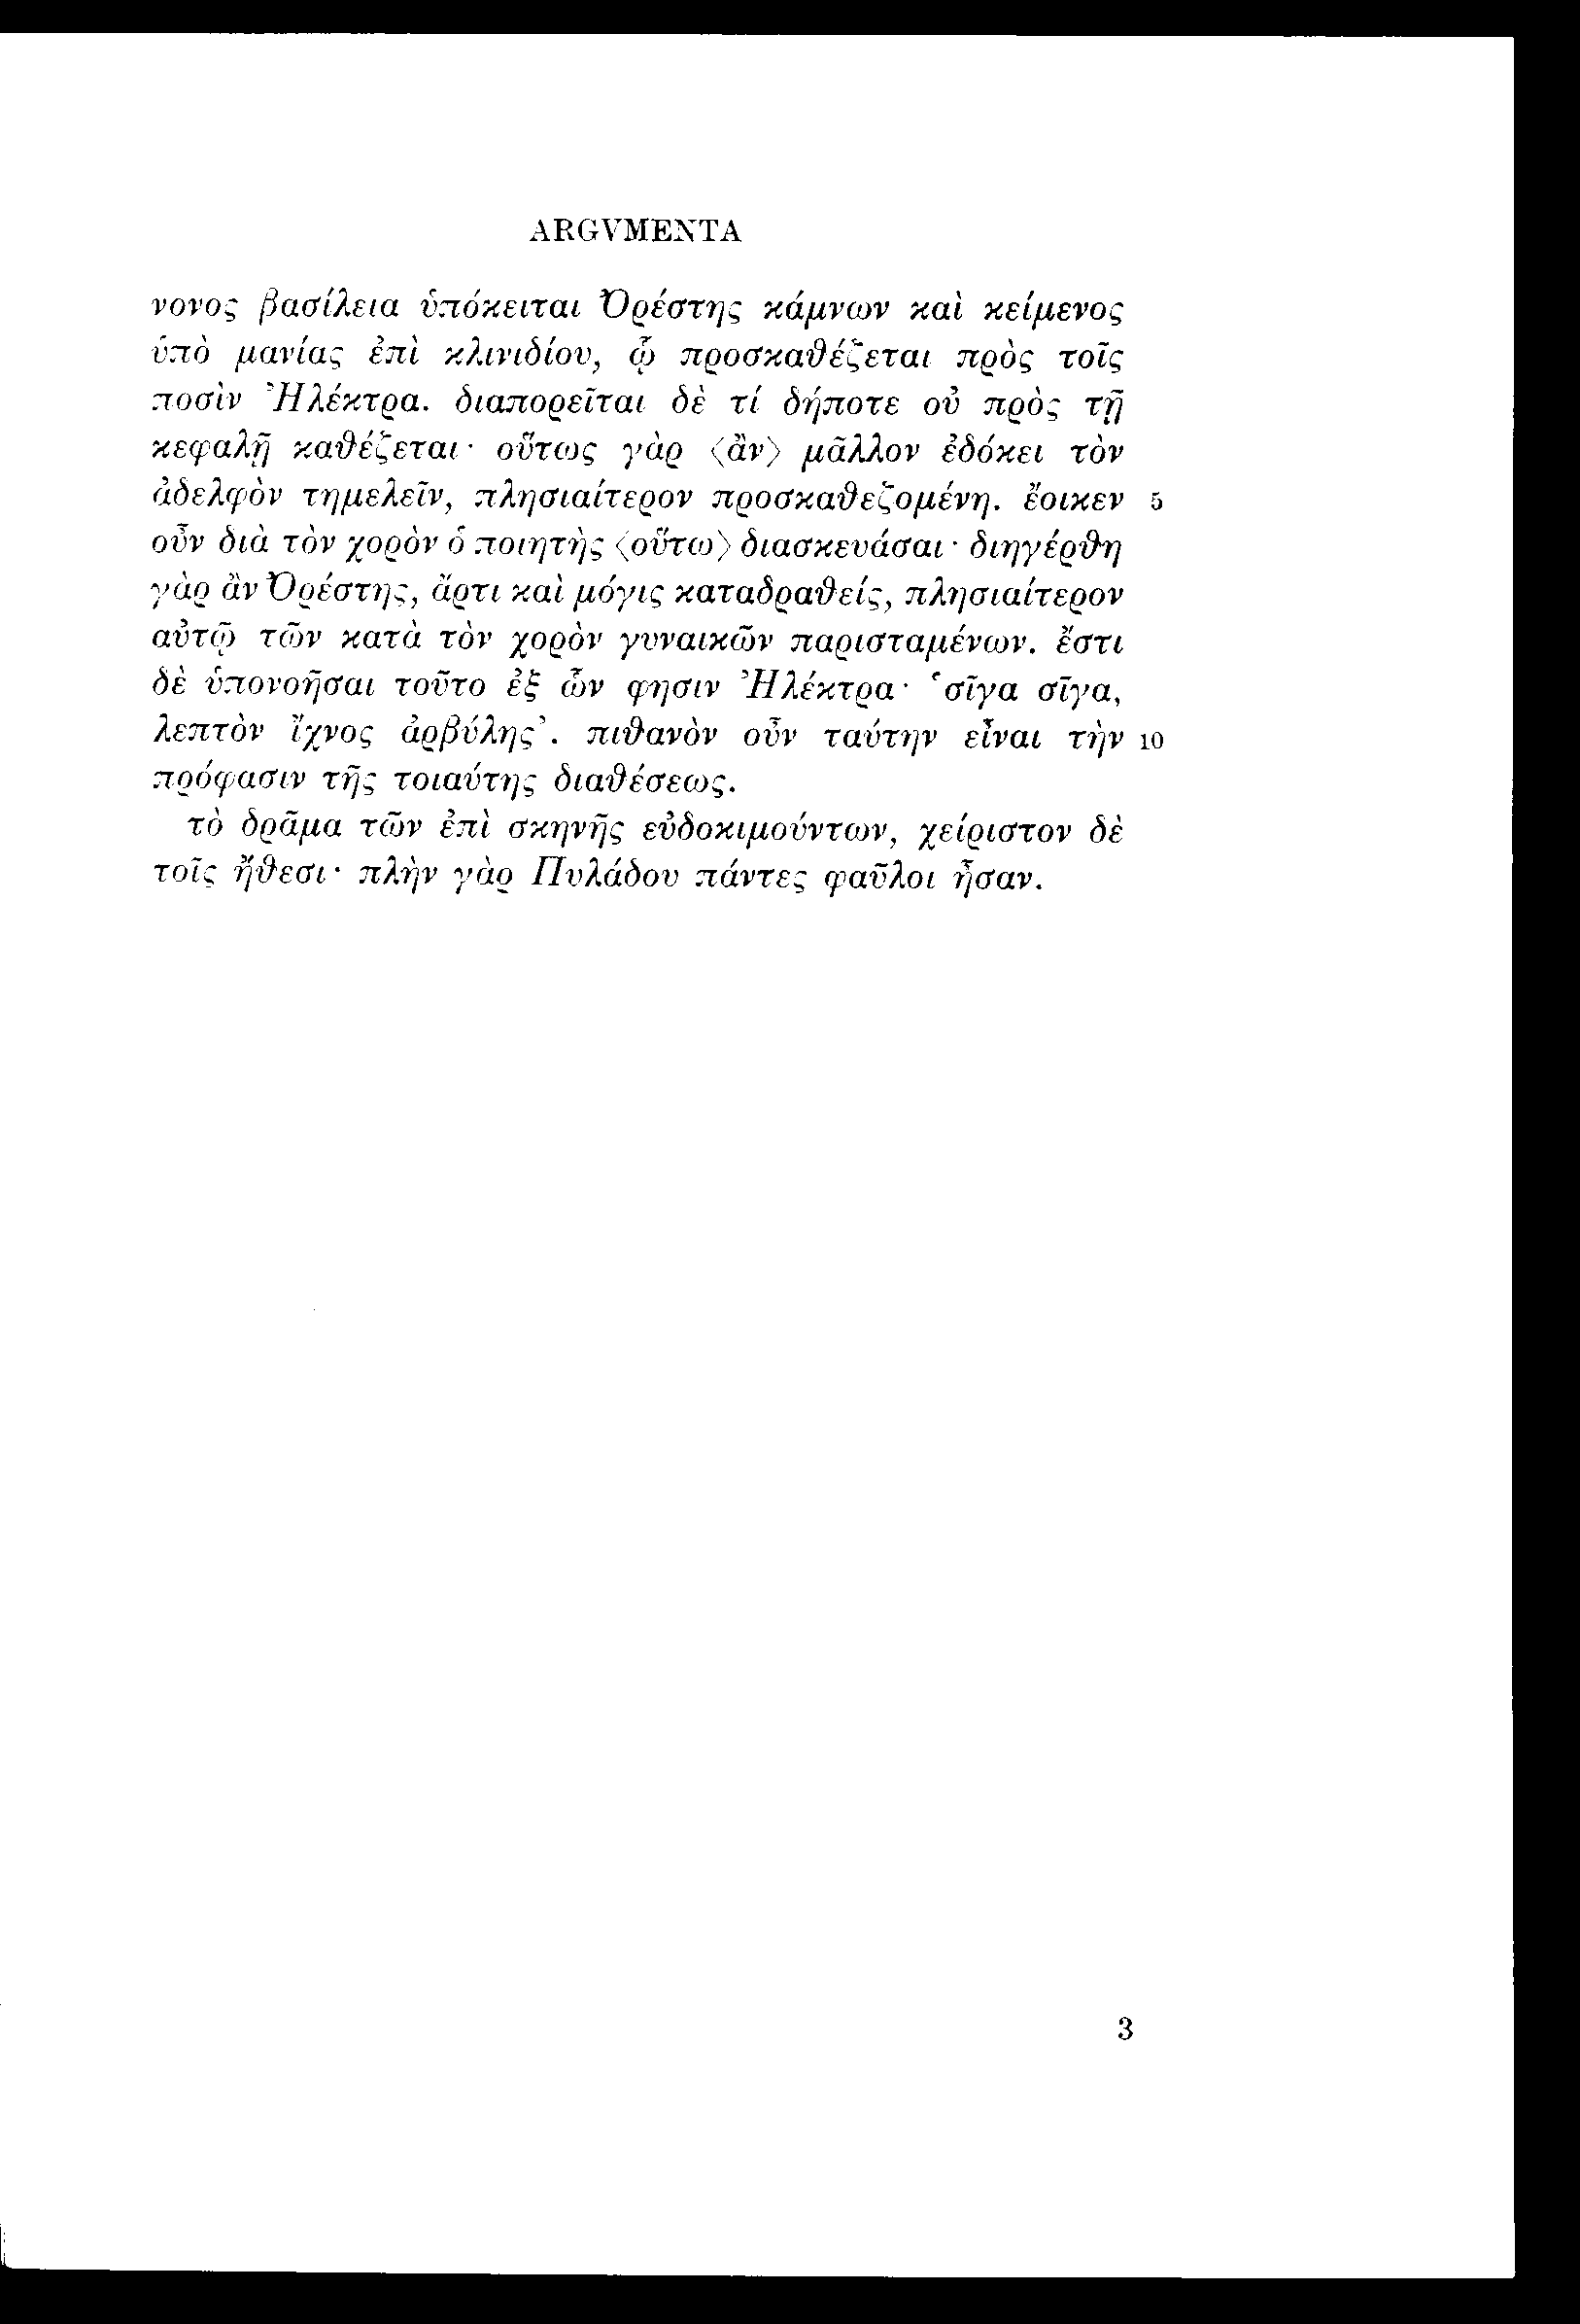 ARGVMENTA
νονος βασίλεια ὑπόκειται Ὀρέστης κάμνων καὶ κείμενος
ὑπὸ μανίας ἐπὶ κλινιδίου, ᾧ προσκαθέζεται πρὸς τοῖς
ποσὶν Ἠλέκτρα. διαπορεῖται δὲ τί δήποτε οὐ πρὸς τῇ
κεφαλῇ καθέζεται· οὕτως γὰρ ⟨ἂν⟩ μᾶλλον ἐδόκει τὸν
ἀδελφὸν τημελεῖν, πλησιαίτερον προσκαθεζομένη. ἔοικεν 5
οὖν διὰ τὸν χορὸν ὁ ποιητὴς ⟨οὕτω⟩ διασκευάσαι· διηγέρθη
γὰρ ἂν Ὀρέστης, ἄρτι καὶ μόγις καταδραθείς, πλησιαίτερον
αὐτῷ τῶν κατὰ τὸν χορὸν γυναικῶν παρισταμένων. ἔστι
δὲ ὑπονοῆσαι τοῦτο ἐξ ὧν φησιν Ἠλέκτρα· ‘σῖγα σῖγα,
λεπτὸν ἴχνος ἀρβύλης’. πιθανὸν οὖν ταύτην εἶναι τὴν 10
πρόφασιν τῆς τοιαύτης διαθέσεως.
τὸ δρᾶμα τῶν ἐπὶ σκηνῆς εὐδοκιμούντων, χείριστον δὲ
τοῖς ἤθεσι· πλὴν γὰρ Πυλάδου πάντες φαῦλοι ἦσαν.
3